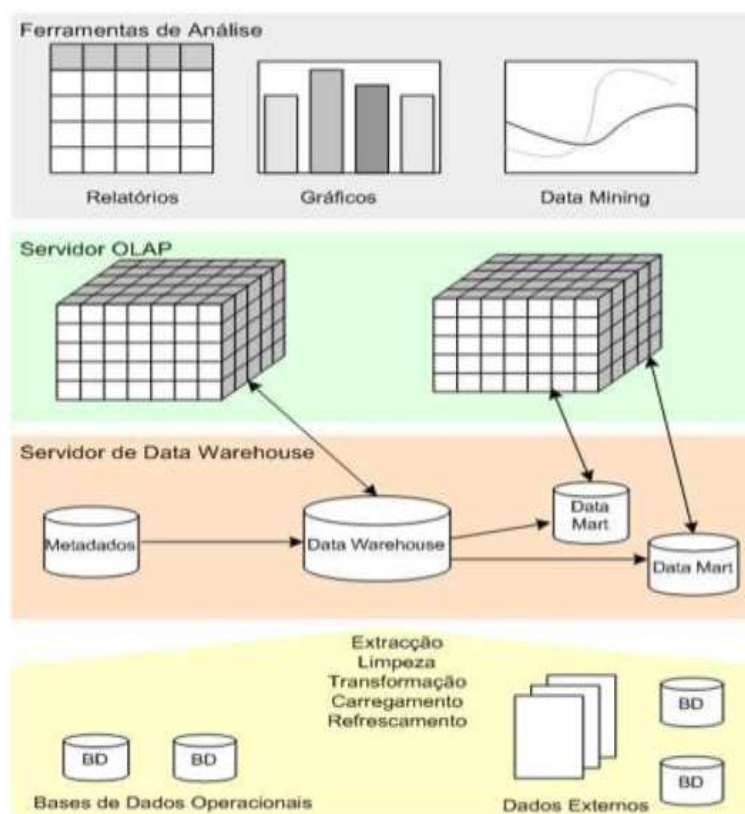 Ferramentas de Análise
Relatórios
Gráficos
Data Mining
Servidor OLAP
Servidor de Data Warehouse
Metadados
Data Warehouse
Data
Mart
Data Mart
Extracção
Limpeza
Transformação
Carregamento
Refrescamento
BD
BD
Bases de Dados Operacionais
BD
BD
Dados Externos